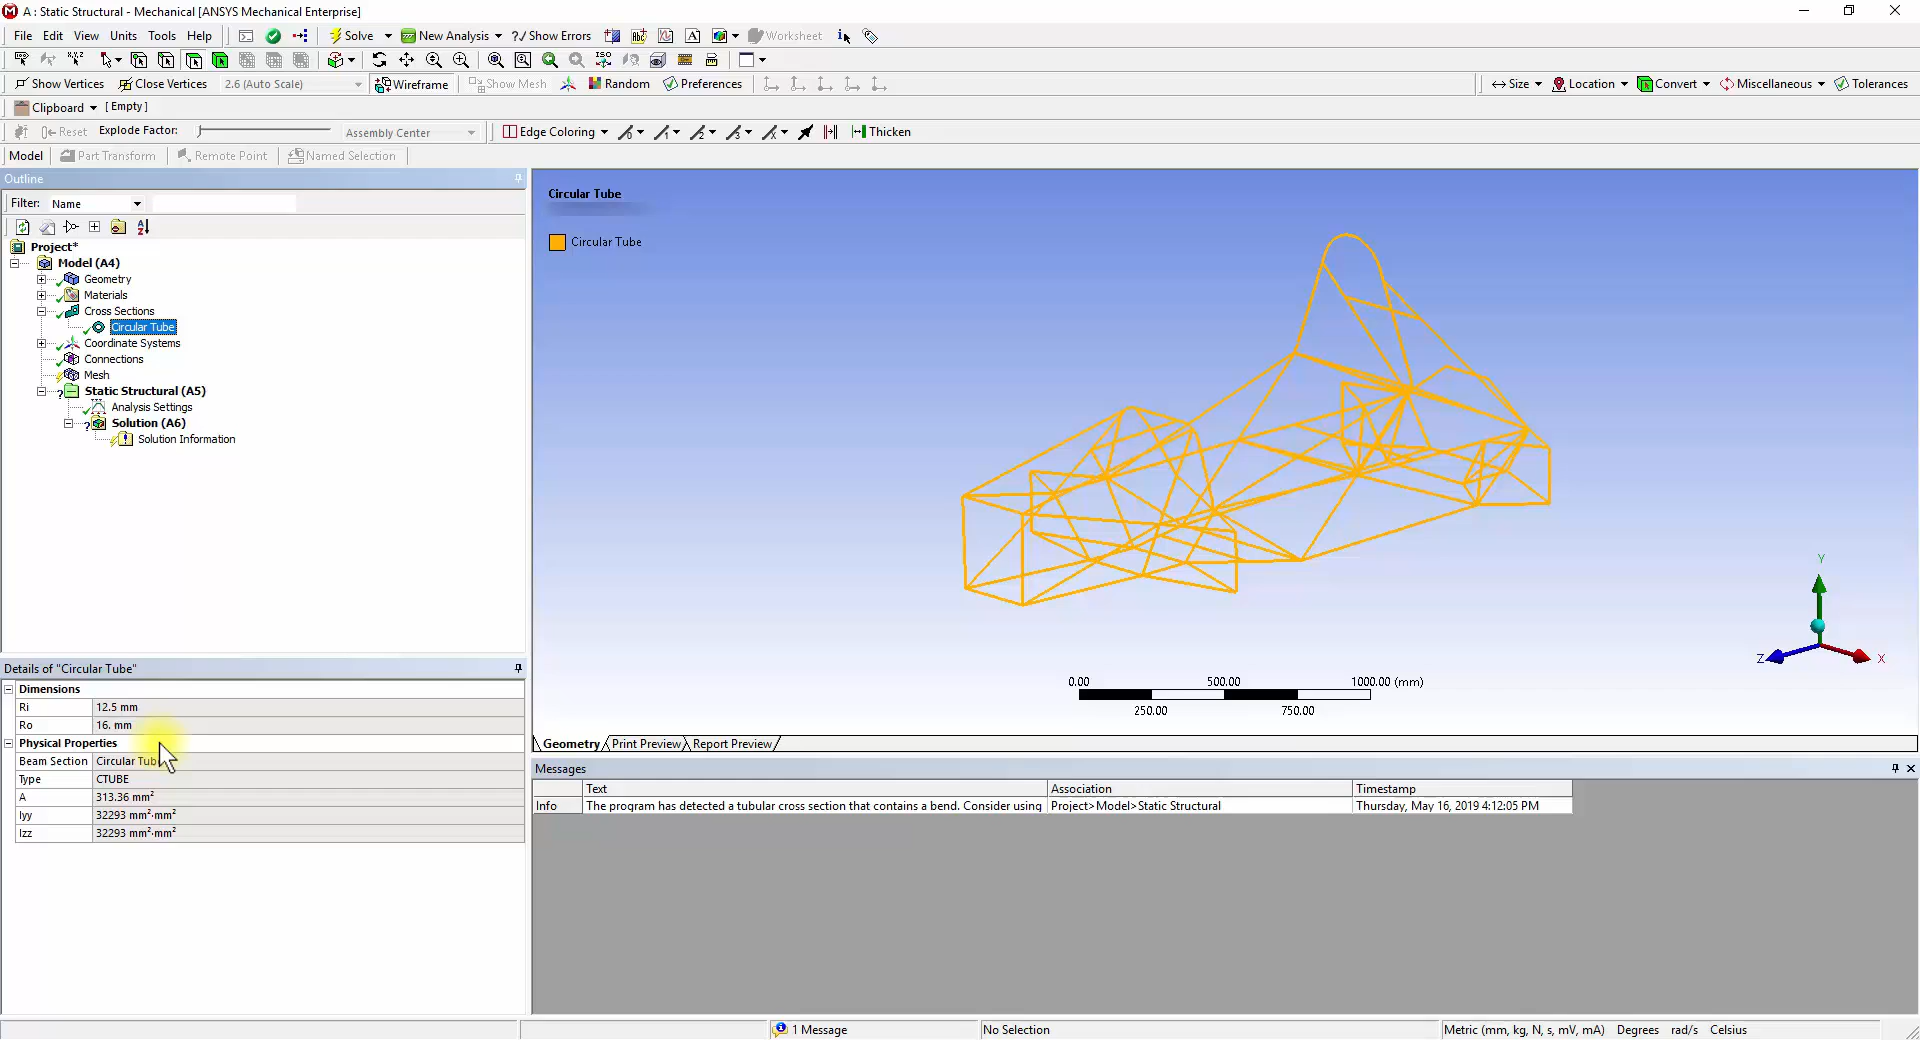 A : Static Structural - Mechanical [ANSYS Mechanical Enterprise]
File Edit View Units Tools Help Solve New Analysis ?/ Show Errors Worksheet
Show Vertices Close Vertices 2.6 (Auto Scale) Wireframe Show Mesh Random Preferences Size Location Convert Miscellaneous Tolerances
Clipboard [ Empty ]
Reset Explode Factor: Assembly Center Edge Coloring Thicken
Model Part Transform Remote Point Named Selection
Outline
Filter: Name
Project*
Model (A4)
Geometry
Materials
Cross Sections
Circular Tube
Coordinate Systems
Connections
Mesh
Static Structural (A5)
Analysis Settings
Solution (A6)
Solution Information
Details of "Circular Tube"
Dimensions
Ri 12.5 mm
Ro 16. mm
Physical Properties
Beam Section Circular Tube
Type CTUBE
A 313.36 mm²
Iyy 32293 mm²·mm²
Izz 32293 mm²·mm²
Circular Tube
Circular Tube
Y
Z
X
0.00 500.00 1000.00 (mm)
250.00 750.00
Geometry Print Preview Report Preview
Messages
Text Association Timestamp
Info The program has detected a tubular cross section that contains a bend. Consider using Project>Model>Static Structural Thursday, May 16, 2019 4:12:05 PM
1 Message No Selection Metric (mm, kg, N, s, mV, mA) Degrees rad/s Celsius